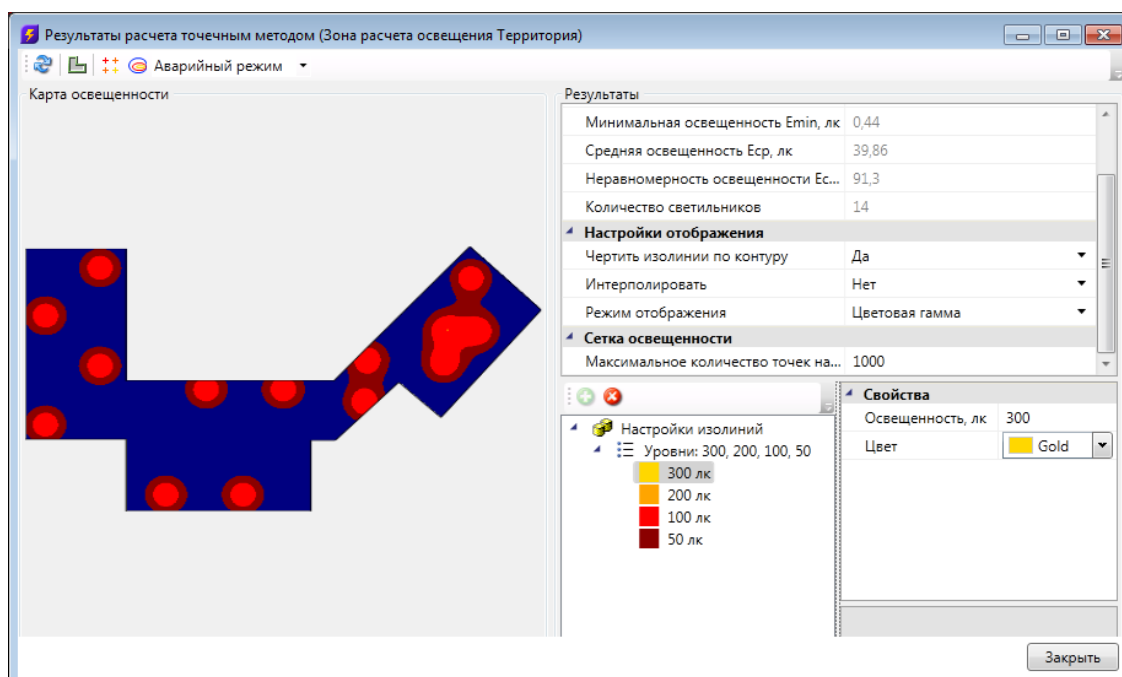 Результаты расчета точечным методом (Зона расчета освещения Территория)
Аварийный режим
Карта освещенности
Результаты
Минимальная освещенность Emin, лк 0,44
Средняя освещенность Eср, лк 39,86
Неравномерность освещенности Ес... 91,3
Количество светильников 14
Настройки отображения
Чертить изолинии по контуру Да
Интерполировать Нет
Режим отображения Цветовая гамма
Сетка освещенности
Максимальное количество точек на... 1000
Настройки изолиний
Уровни: 300, 200, 100, 50
300 лк
200 лк
100 лк
50 лк
Свойства
Освещенность, лк 300
Цвет Gold
Закрыть